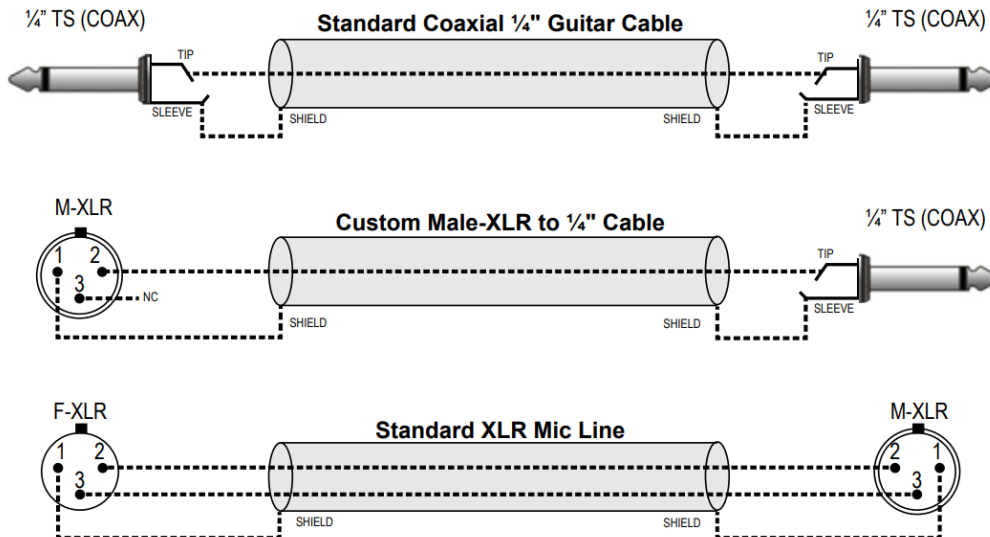 ¼” TS (COAX)
Standard Coaxial ¼" Guitar Cable
¼” TS (COAX)
TIP
TIP
SLEEVE
SHIELD
SHIELD
SLEEVE
M-XLR
Custom Male-XLR to ¼" Cable
¼” TS (COAX)
1 2
TIP
3
NC
SHIELD
SHIELD
SLEEVE
F-XLR
Standard XLR Mic Line
M-XLR
1 2
2 1
3
3
SHIELD
SHIELD